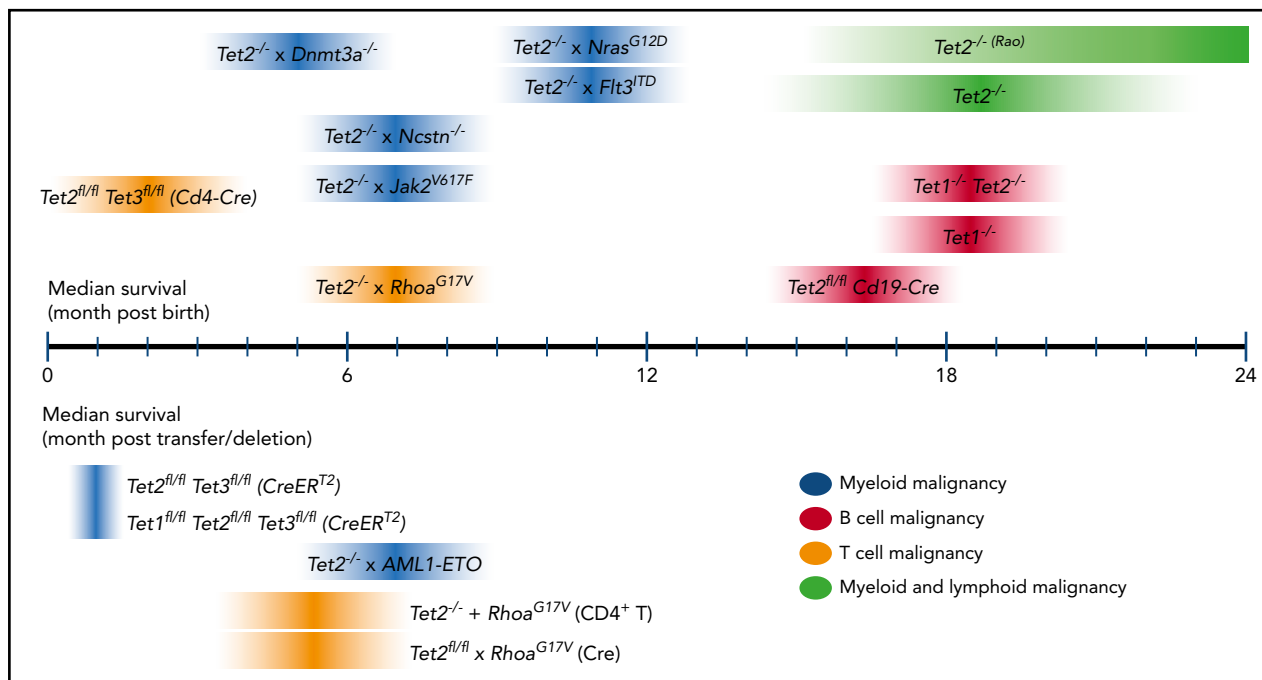 Tet2-/- x Dnmt3a-/-
Tet2-/- x NrasG12D
Tet2-/- (Rao)
Tet2-/- x Flt3ITD
Tet2-/-
Tet2-/- x Ncstn-/-
Tet2fl/fl Tet3fl/fl (Cd4-Cre)
Tet2-/- x Jak2V617F
Tet1-/- Tet2-/-
Tet1-/-
Tet2-/- x RhoaG17V
Tet2fl/fl Cd19-Cre
Median survival
(month post birth)
0 6 12 18 24
Median survival
(month post transfer/deletion)
Tet2fl/fl Tet3fl/fl (CreERT2)
Tet1fl/fl Tet2fl/fl Tet3fl/fl (CreERT2)
Tet2-/- x AML1-ETO
Tet2-/- + RhoaG17V (CD4+ T)
Tet2fl/fl x RhoaG17V (Cre)
Myeloid malignancy
B cell malignancy
T cell malignancy
Myeloid and lymphoid malignancy